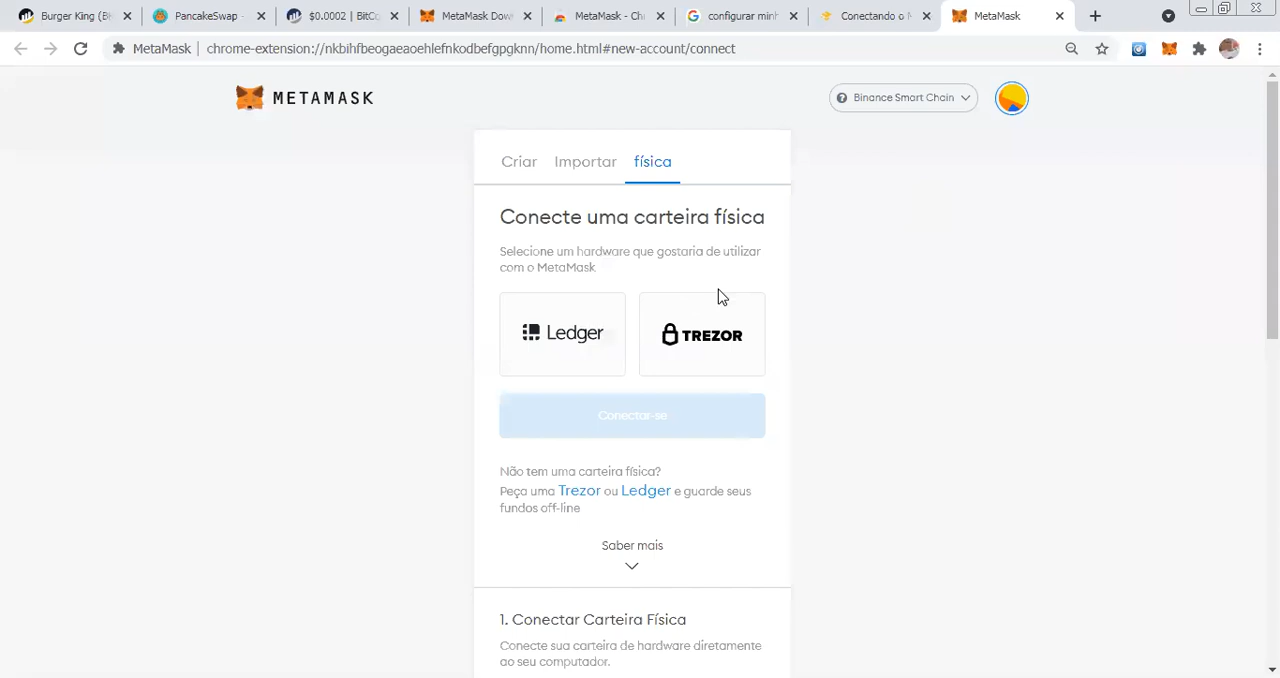 Burger King (BK
PancakeSwap -
$0.0002 | BitCo
MetaMask Dow
MetaMask - Ch
configurar minh
Conectando o M
MetaMask
MetaMask
chrome-extension://nkbihfbeogaeaoehlefnkodbefgpgknn/home.html#new-account/connect
METAMASK
Binance Smart Chain
Criar Importar física
Conecte uma carteira física
Selecione um hardware que gostaria de utilizar
com o MetaMask
Ledger
TREZOR
Conectar-se
Não tem uma carteira física?
Peça uma Trezor ou Ledger e guarde seus
fundos off-line
Saber mais
1. Conectar Carteira Física
Conecte sua carteira de hardware diretamente
ao seu computador.